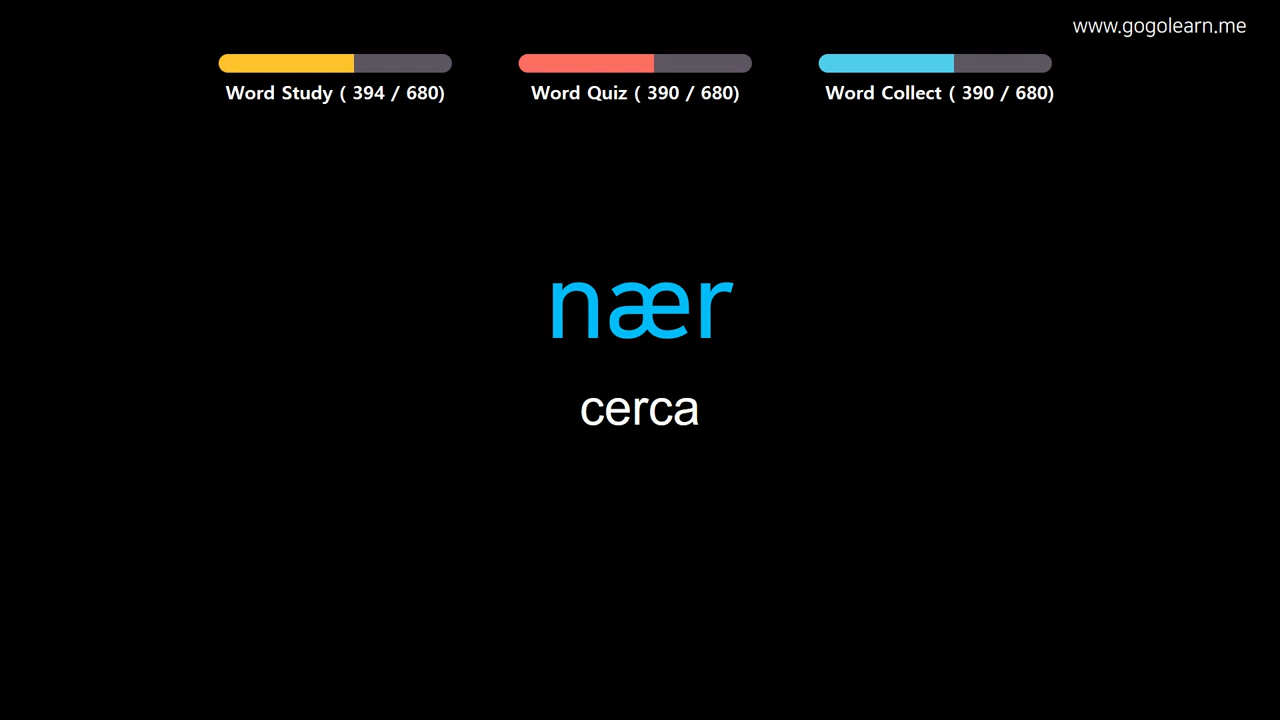 www.gogolearn.me
Word Study ( 394 / 680)
Word Quiz ( 390 / 680)
Word Collect ( 390 / 680)
nær
cerca